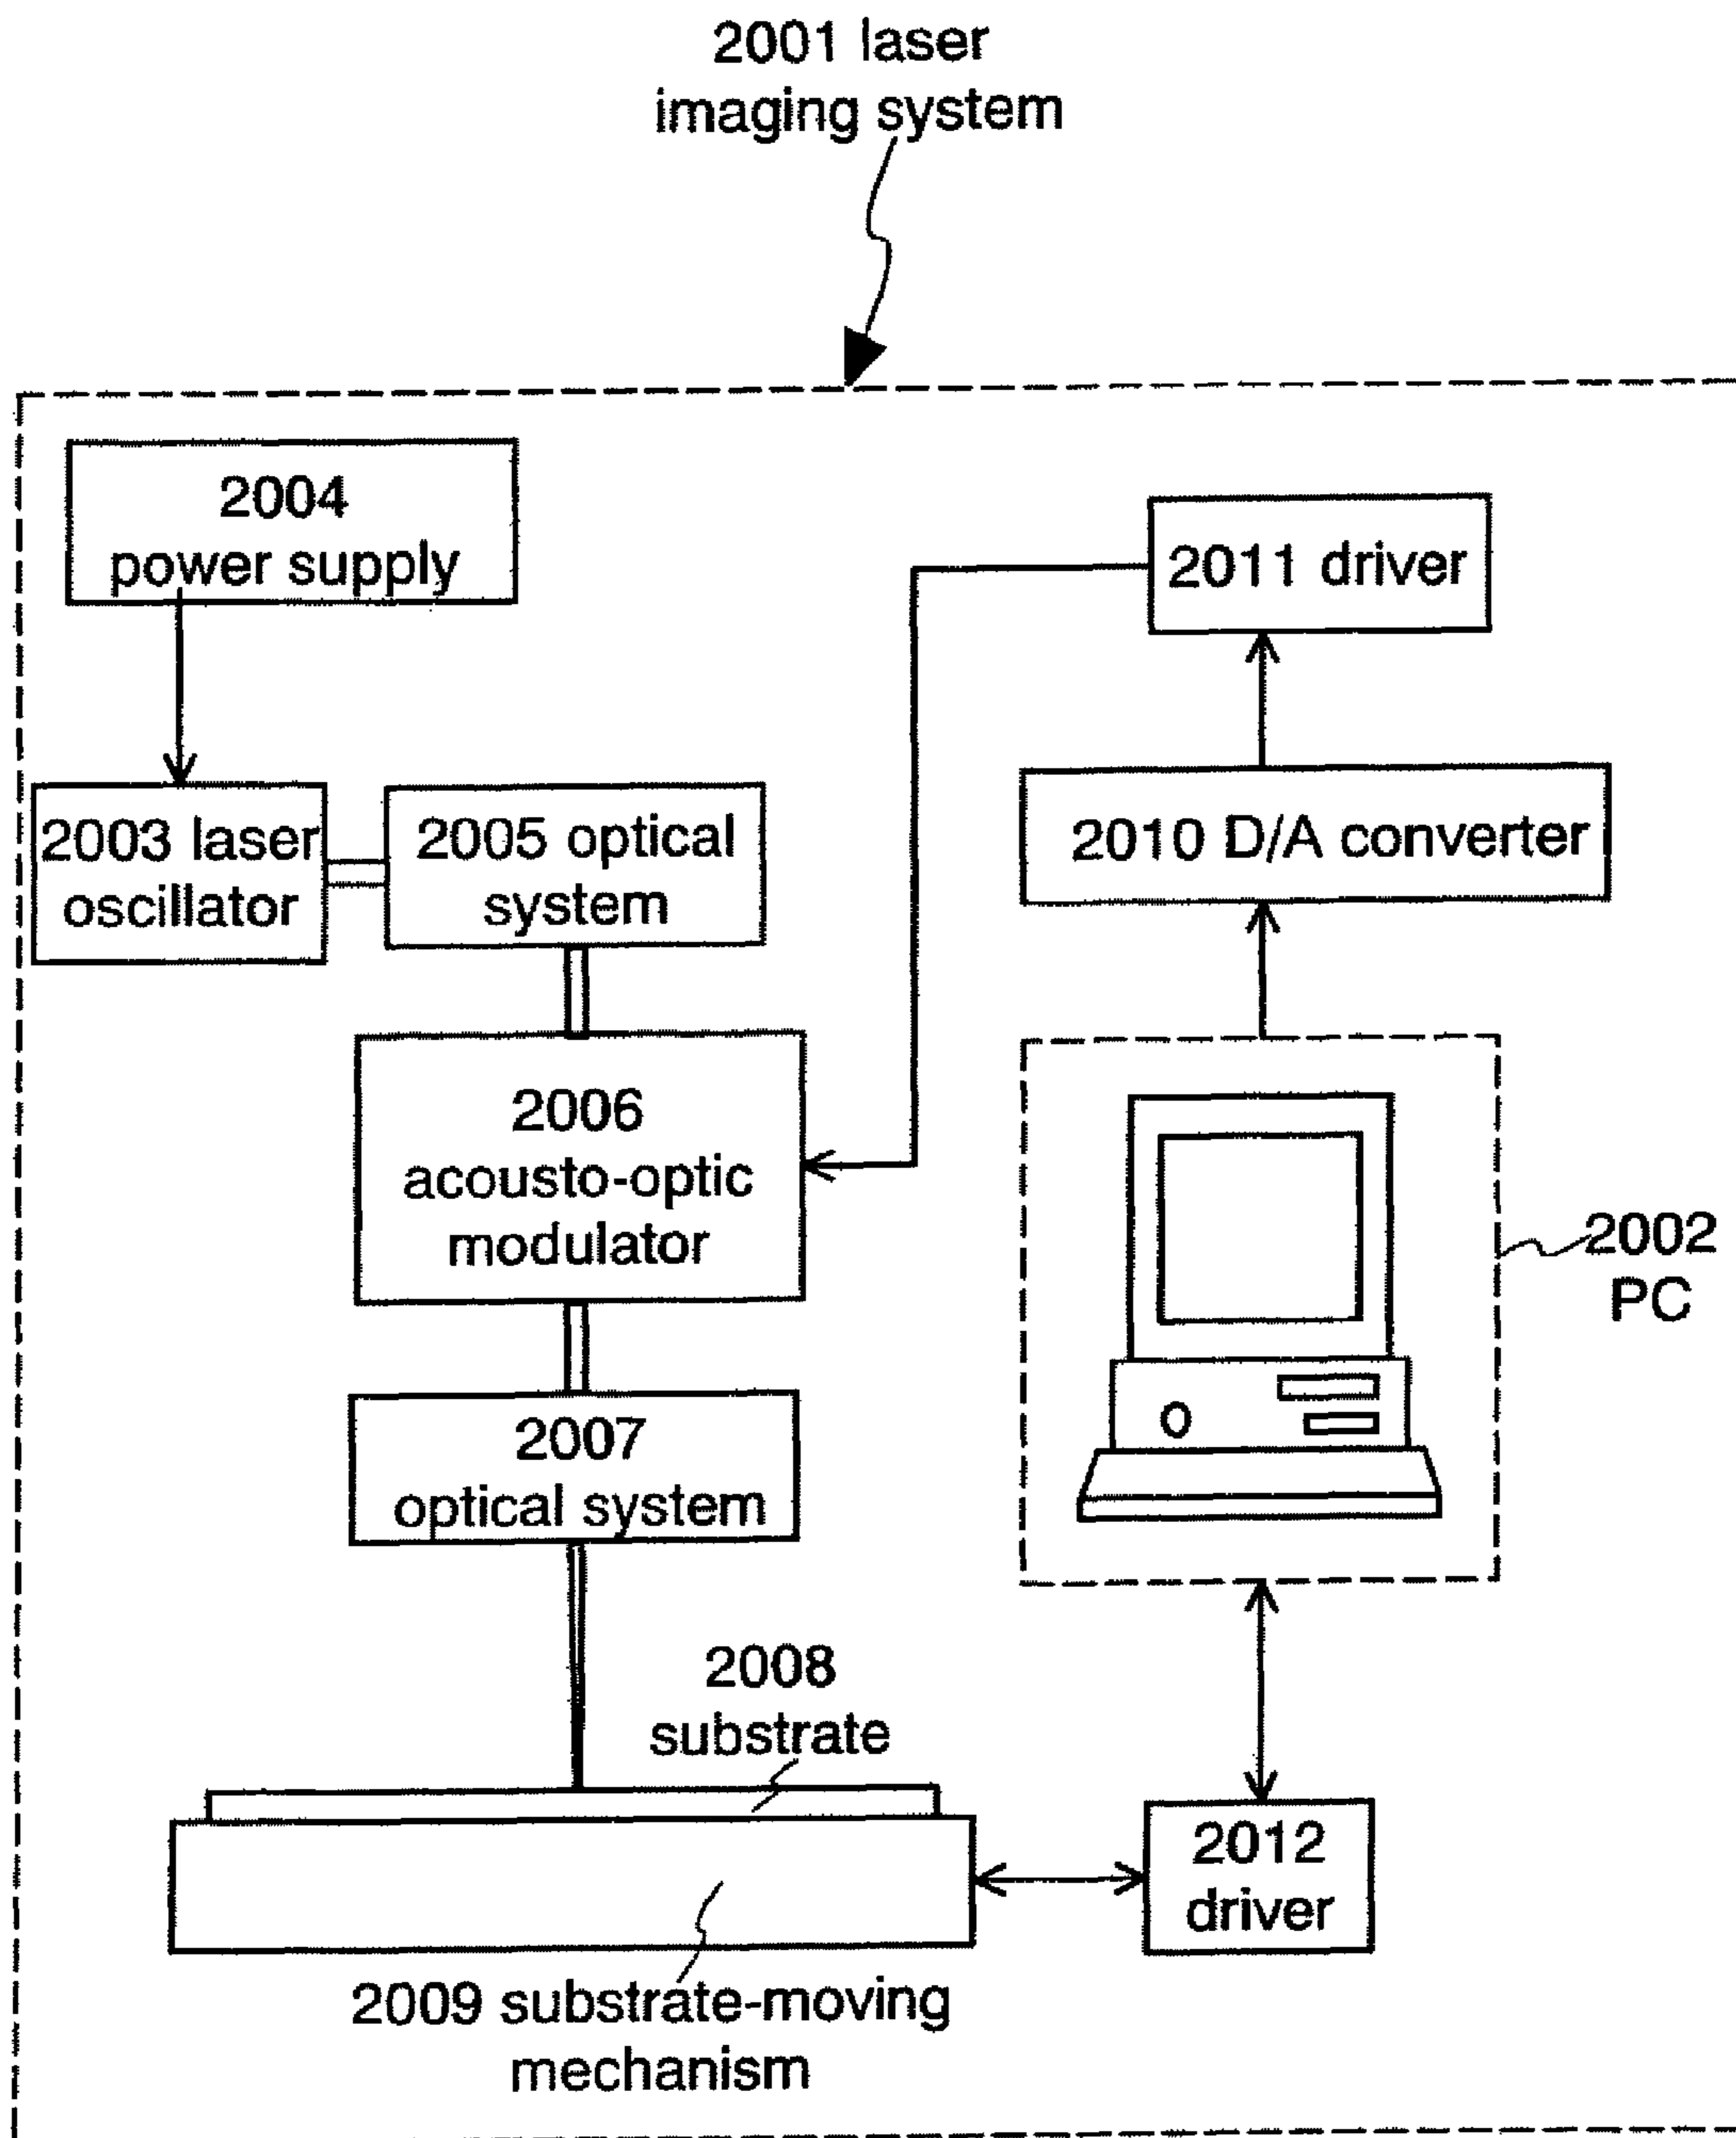 2001 laser
imaging system
2004
power supply
2011 driver
2003 laser
oscillator
2005 optical
system
2010 D/A converter
2006
acousto-optic
modulator
2002
PC
2007
optical system
2008
substrate
2012
driver
2009 substrate-moving
mechanism